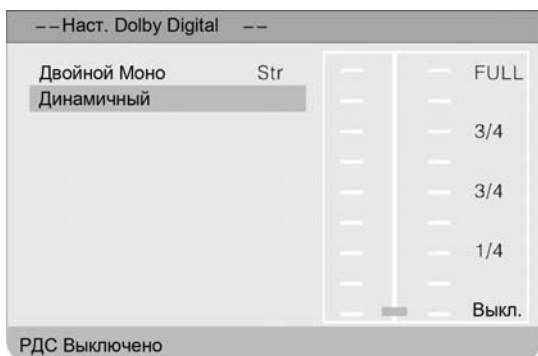 --Наст. Dolby Digital --
Двойной Моно Str
Динамичный
FULL
3/4
3/4
1/4
Выкл.
РДС Выключено